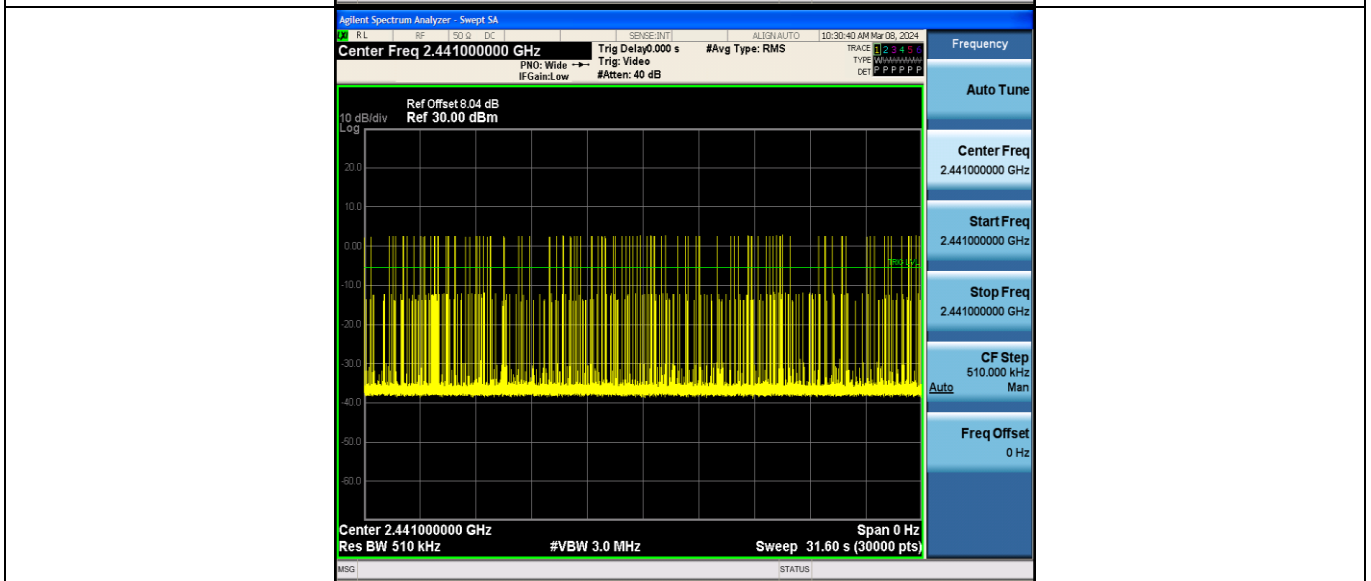 Agilent Spectrum Analyzer - Swept SA
RL RF 50 Ω DC SENSE:INT ALIGNAUTO 10:30:40 AM Mar 08, 2024
Center Freq 2.441000000 GHz
PNO: Wide
IFGain:Low
Trig Delay0.000 s
Trig: Video
#Atten: 40 dB
#Avg Type: RMS
TRACE 1 2 3 4 5 6
TYPE
DET P P P P P P
Frequency
Auto Tune
Ref Offset 8.04 dB
10 dB/div Ref 30.00 dBm
Log
20.0
10.0
0.00
-10.0
-20.0
-30.0
-40.0
-50.0
-60.0
Center Freq
2.441000000 GHz
Start Freq
2.441000000 GHz
Stop Freq
2.441000000 GHz
CF Step
510.000 kHz
Auto Man
Freq Offset
0 Hz
Center 2.441000000 GHz Span 0 Hz
Res BW 510 kHz #VBW 3.0 MHz Sweep 31.60 s (30000 pts)
MSG STATUS